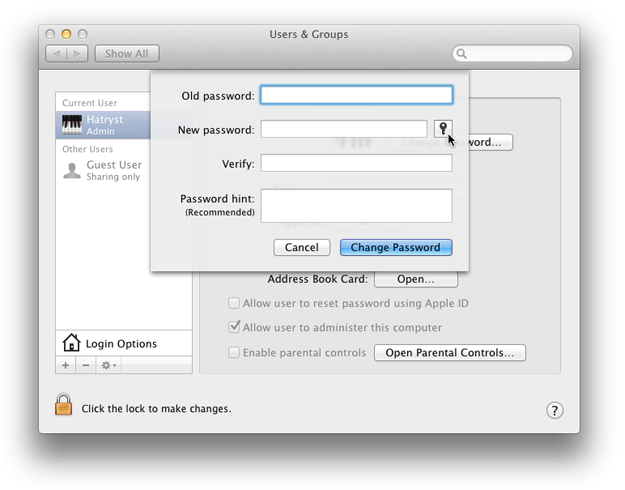 Users & Groups
Show All
Current User
Hatryst
Admin
Other Users
Guest User
Sharing only
Login Options
Old password:
New password:
Verify:
Password hint:
(Recommended)
Cancel
Change Password
Address Book Card:
Open...
Allow user to reset password using Apple ID
Allow user to administer this computer
Enable parental controls
Open Parental Controls...
Click the lock to make changes.
?